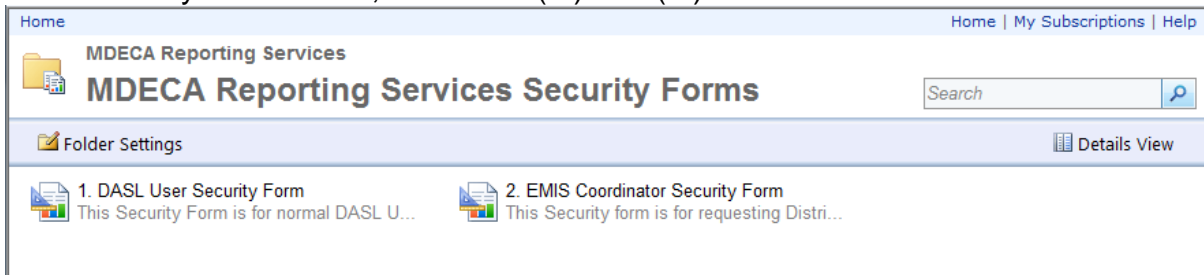 Home
Home | My Subscriptions | Help
MDECA Reporting Services
MDECA Reporting Services Security Forms
Search
Folder Settings
Details View
1. DASL User Security Form
This Security Form is for normal DASL U...
2. EMIS Coordinator Security Form
This Security form is for requesting Distri...